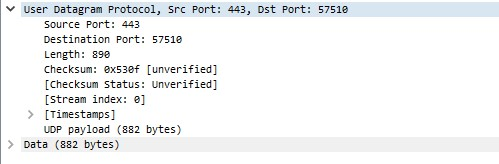 User Datagram Protocol, Src Port: 443, Dst Port: 57510
Source Port: 443
Destination Port: 57510
Length: 890
Checksum: 0x530f [unverified]
[Checksum Status: Unverified]
[Stream index: 0]
[Timestamps]
UDP payload (882 bytes)
Data (882 bytes)